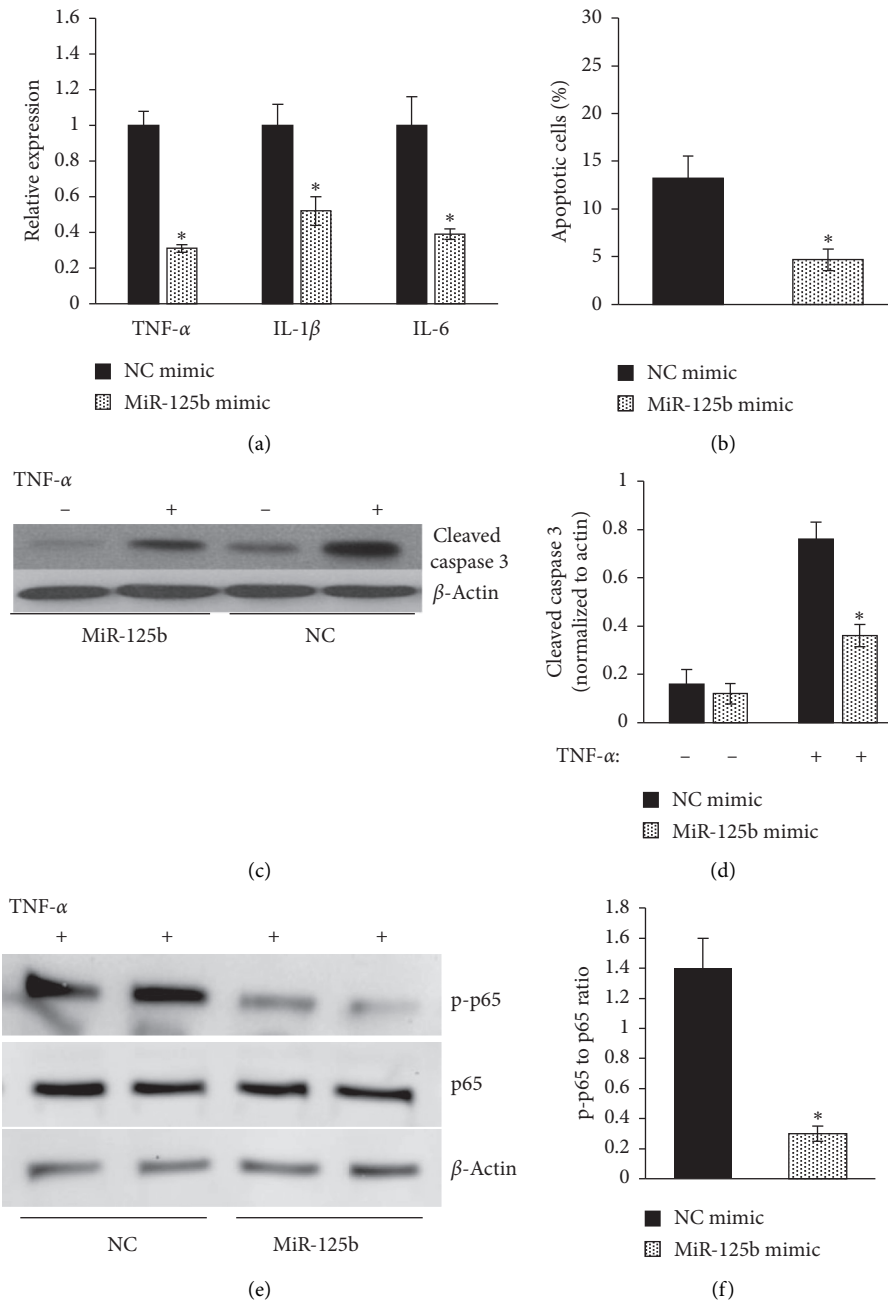 1.6
1.4
1.2
1
0.8
0.6
0.4
0.2
0
Relative expression
* * *
TNF-α IL-1β IL-6
NC mimic
MiR-125b mimic
(a)
30
25
20
15
10
5
0
Apoptotic cells (%)
*
NC mimic
MiR-125b mimic
(b)
TNF-α
– + – +
Cleaved
caspase 3
β-Actin
MiR-125b NC
(c)
1
0.8
0.6
0.4
0.2
0
Cleaved caspase 3
(normalized to actin)
*
TNF-α: – – + +
NC mimic
MiR-125b mimic
(d)
TNF-α
+ + + +
p-p65
p65
β-Actin
NC MiR-125b
(e)
1.8
1.6
1.4
1.2
1
0.8
0.6
0.4
0.2
0
p-p65 to p65 ratio
*
NC mimic
MiR-125b mimic
(f)